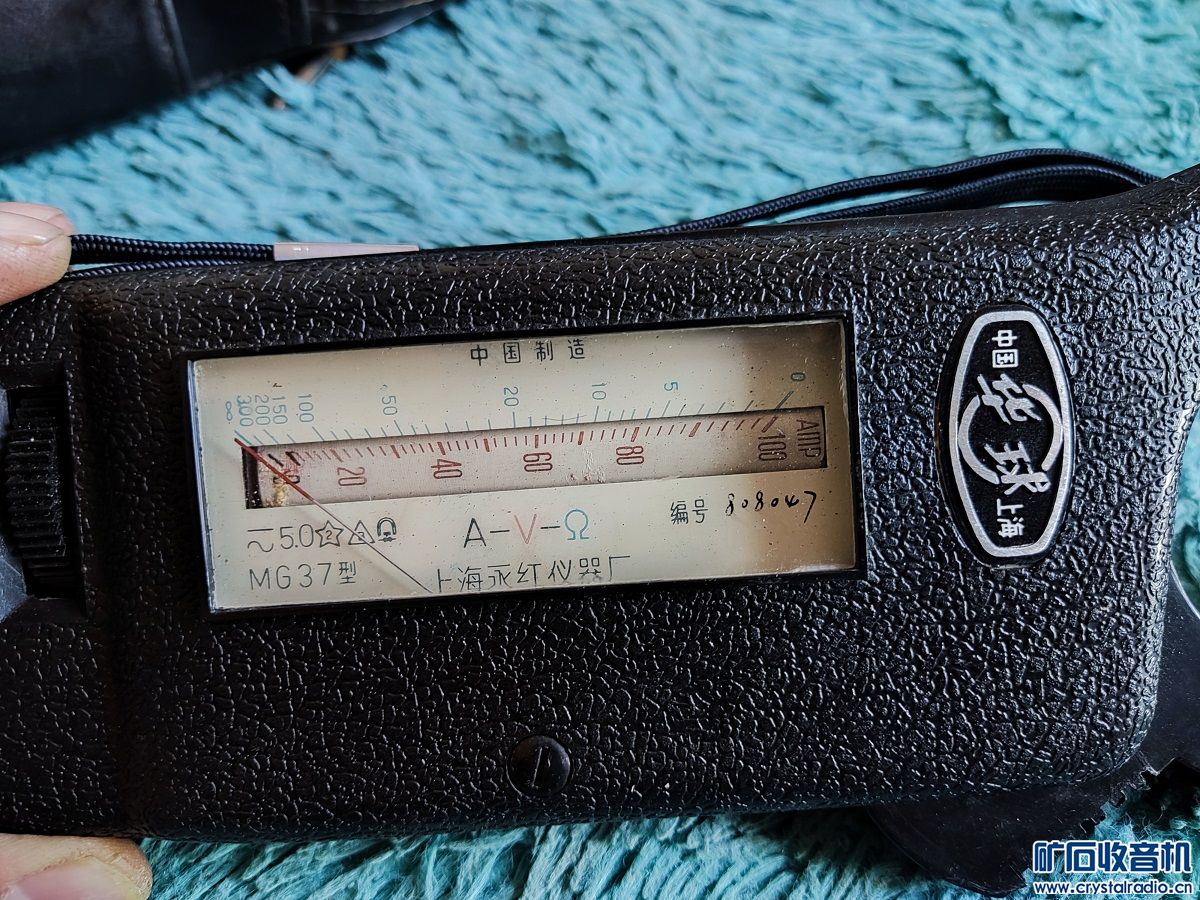 中国制造
∞ 300 200 150 100 50 20 10 5 0
20 40 60 80 100 AMP
≂5.0 ☆2 Ω
A-V-Ω
编号 808047
MG37型
上海永红仪器厂
中国
球
上海
矿石收音机
www.crystalradio.cn